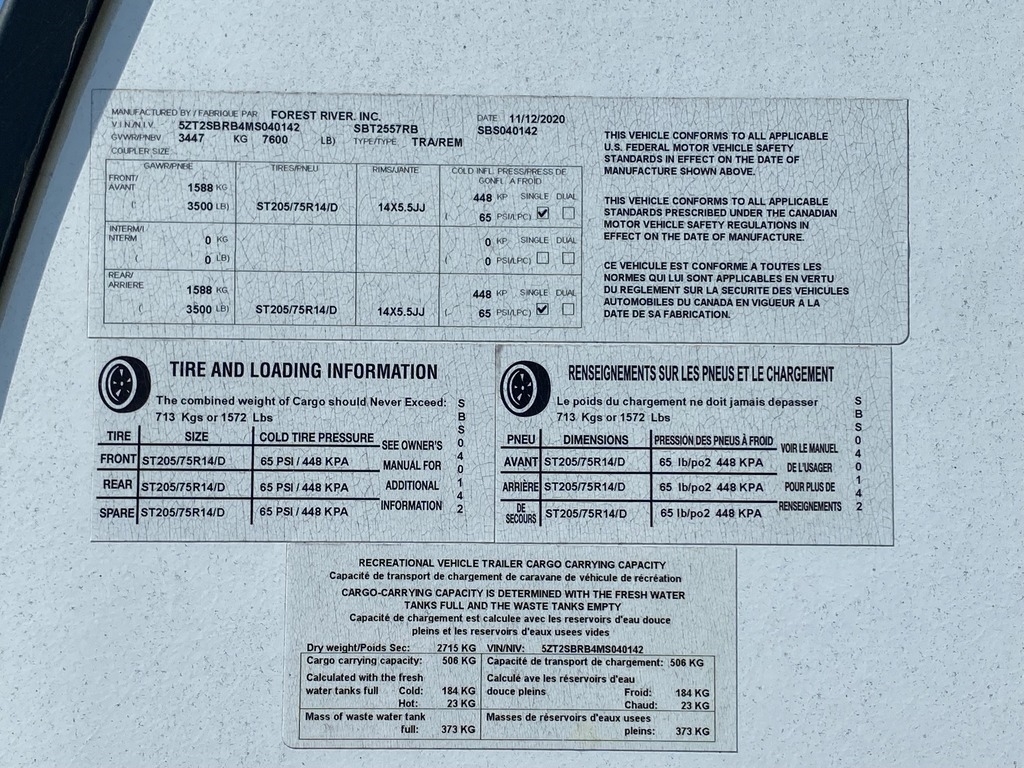 MANUFACTURED BY / FABRIQUE PAR FOREST RIVER, INC. DATE 11/12/2020
V.I.N./N.I.V. 5ZT2SBRB4MS040142 SBT2557RB SBS040142
GVWR/PNBV 3447 KG 7600 LB) TYPE/TYPE TRA/REM
COUPLER SIZE
GAWR/PNBE TIRES/PNEU RIMS/JANTE COLD INFL. PRESS/PRESS DE GONFL. A FROID
FRONT/
AVANT 1588 KG 448 KP SINGLE DUAL
( 3500 LB) ST205/75R14/D 14X5.5JJ ( 65 PSI/LPC)
INTERM/I
NTERM 0 KG 0 KP SINGLE DUAL
( 0 LB) ( 0 PSI/LPC)
REAR/
ARRIERE 1588 KG 448 KP SINGLE DUAL
( 3500 LB) ST205/75R14/D 14X5.5JJ ( 65 PSI/LPC)
THIS VEHICLE CONFORMS TO ALL APPLICABLE
U.S. FEDERAL MOTOR VEHICLE SAFETY
STANDARDS IN EFFECT ON THE DATE OF
MANUFACTURE SHOWN ABOVE.
THIS VEHICLE CONFORMS TO ALL APPLICABLE
STANDARDS PRESCRIBED UNDER THE CANADIAN
MOTOR VEHICLE SAFETY REGULATIONS IN
EFFECT ON THE DATE OF MANUFACTURE.
CE VEHICULE EST CONFORME A TOUTES LES
NORMES QUI LUI SONT APPLICABLES EN VERTU
DU REGLEMENT SUR LA SECURITE DES VEHICULES
AUTOMOBILES DU CANADA EN VIGUEUR A LA
DATE DE SA FABRICATION.
TIRE AND LOADING INFORMATION
The combined weight of Cargo should Never Exceed:
713 Kgs or 1572 Lbs
TIRE SIZE COLD TIRE PRESSURE
FRONT ST205/75R14/D 65 PSI / 448 KPA
REAR ST205/75R14/D 65 PSI / 448 KPA
SPARE ST205/75R14/D 65 PSI / 448 KPA
SEE OWNER'S
MANUAL FOR
ADDITIONAL
INFORMATION
SBS040142
RENSEIGNEMENTS SUR LES PNEUS ET LE CHARGEMENT
Le poids du chargement ne doit jamais depasser
713 Kgs or 1572 Lbs
PNEU DIMENSIONS PRESSION DES PNEUS À FROID
AVANT ST205/75R14/D 65 lb/po2 448 KPA
ARRIÈRE ST205/75R14/D 65 lb/po2 448 KPA
DE SECOURS ST205/75R14/D 65 lb/po2 448 KPA
VOIR LE MANUEL
DE L'USAGER
POUR PLUS DE
RENSEIGNEMENTS
SBS040142
RECREATIONAL VEHICLE TRAILER CARGO CARRYING CAPACITY
Capacité de transport de chargement de caravane de véhicule de récréation
CARGO-CARRYING CAPACITY IS DETERMINED WITH THE FRESH WATER
TANKS FULL AND THE WASTE TANKS EMPTY
Capacité de chargement est calculee avec les reservoirs d'eau douce
pleins et les reservoirs d'eaux usees vides
Dry weight/Poids Sec: 2715 KG VIN/NIV: 5ZT2SBRB4MS040142
Cargo carrying capacity: 506 KG Capacité de transport de chargement: 506 KG
Calculated with the fresh Calculé ave les réservoirs d'eau
water tanks full Cold: 184 KG douce pleins Froid: 184 KG
Hot: 23 KG Chaud: 23 KG
Mass of waste water tank Masses de réservoirs d'eaux usees
full: 373 KG pleins: 373 KG